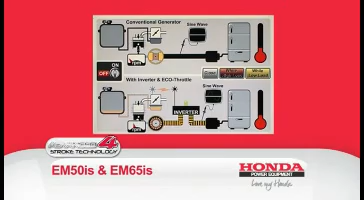 Conventional Generator
Sine Wave
ON
OFF
With Inverter & ECO-Throttle
Sine Wave
INVERTER
4
STROKE TECHNOLOGY
EM50is & EM65is
HONDA
POWER EQUIPMENT
Love my Honda.